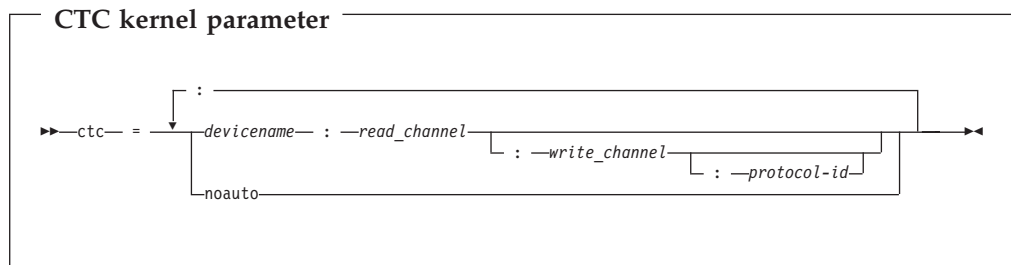 CTC kernel parameter
:
ctc = devicename : read_channel
: write_channel
: protocol-id
noauto